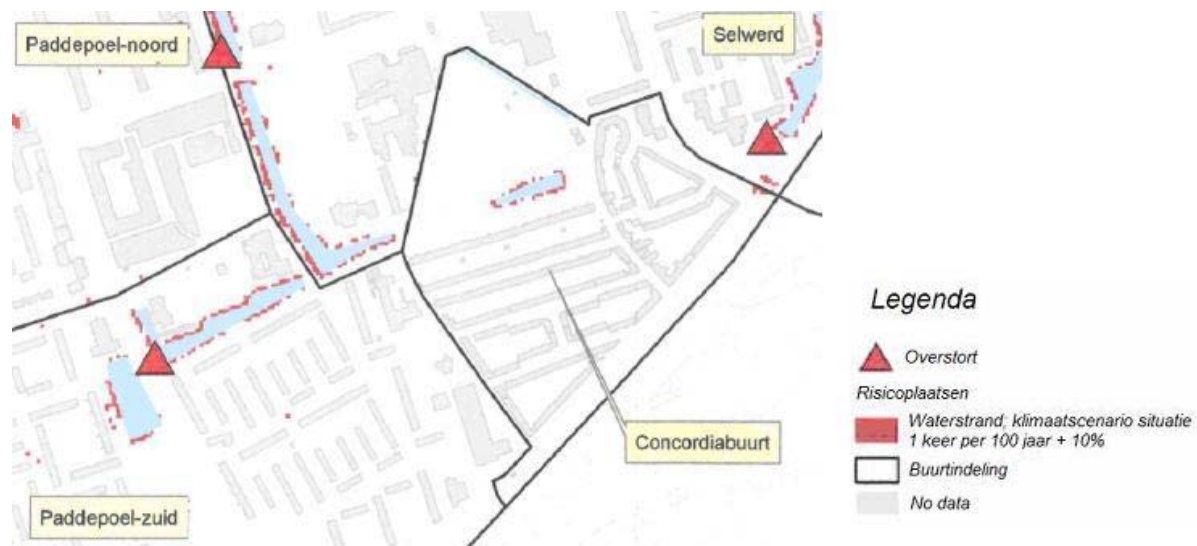 Paddepoel-noord
Selwerd
Concordiabuurt
Paddepoel-zuid
Legenda
Overstort
Risicoplaatsen
Waterstrand; klimaatscenario situatie
1 keer per 100 jaar + 10%
Buurtindeling
No data